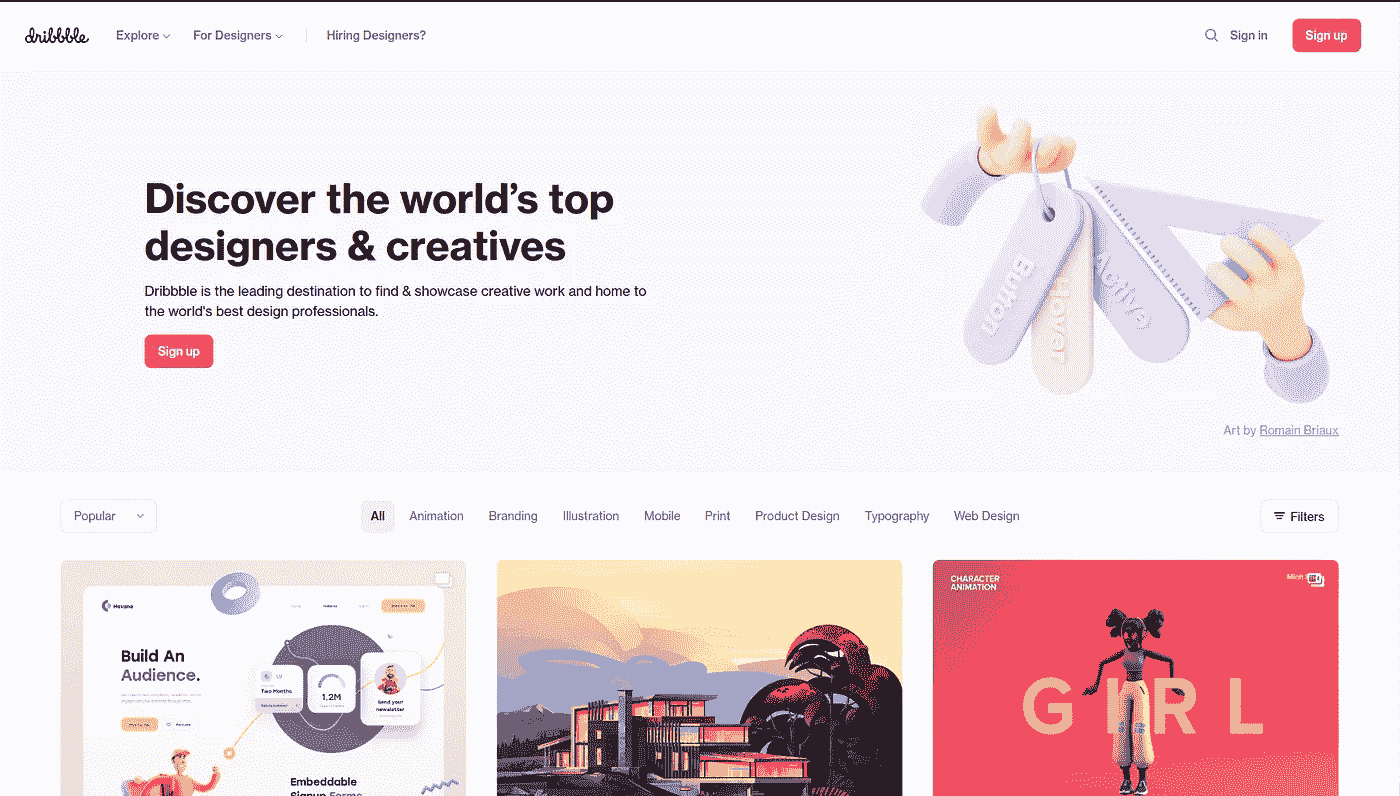 dribbble
Explore
For Designers
Hiring Designers?
Sign in
Sign up
Discover the world's top
designers & creatives
Dribbble is the leading destination to find & showcase creative work and home to
the world's best design professionals.
Sign up
Button
Hover
Active
Art by Romain Briaux
Popular
All
Animation
Branding
Illustration
Mobile
Print
Product Design
Typography
Web Design
Filters
Havana
Build An
Audience.
Two Months
1,2M
Send your
newsletter
Embeddable
Signup Forms
CHARACTER
ANIMATION
GIRL